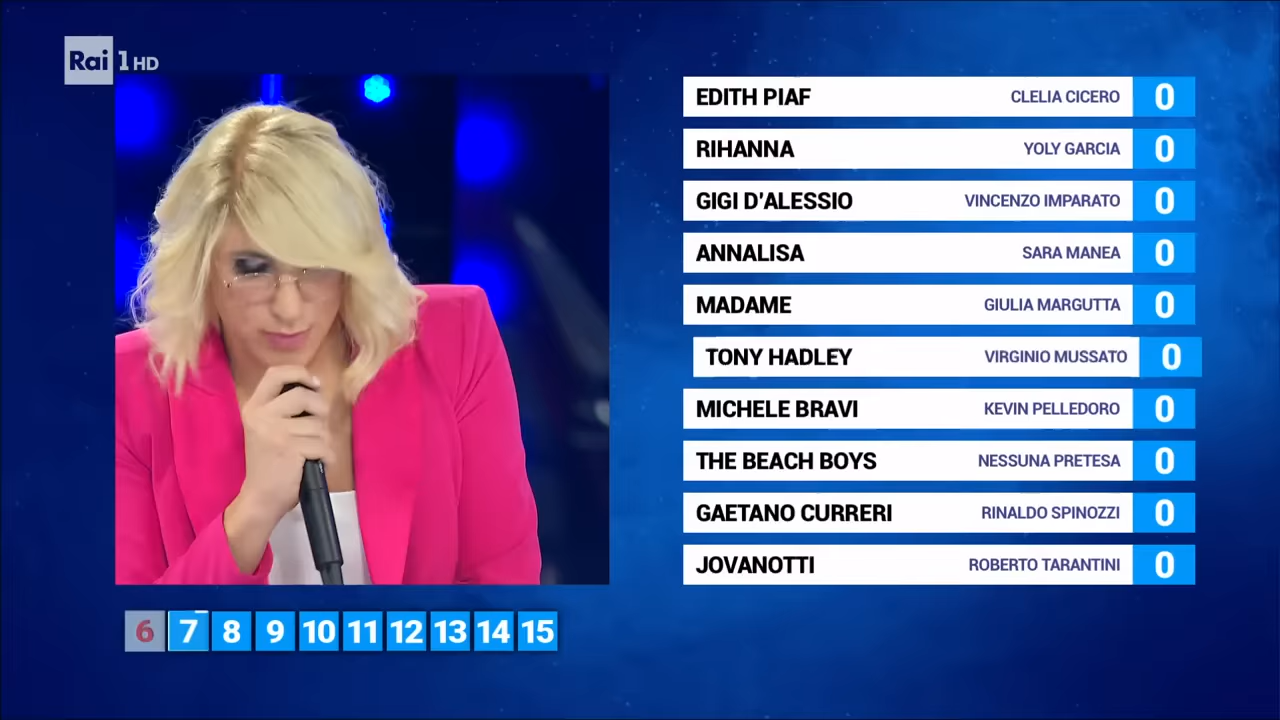 Rai 1 HD
EDITH PIAF CLELIA CICERO 0
RIHANNA YOLY GARCIA 0
GIGI D'ALESSIO VINCENZO IMPARATO 0
ANNALISA SARA MANEA 0
MADAME GIULIA MARGUTTA 0
TONY HADLEY VIRGINIO MUSSATO 0
MICHELE BRAVI KEVIN PELLEDORO 0
THE BEACH BOYS NESSUNA PRETESA 0
GAETANO CURRERI RINALDO SPINOZZI 0
JOVANOTTI ROBERTO TARANTINI 0
6 7 8 9 10 11 12 13 14 15